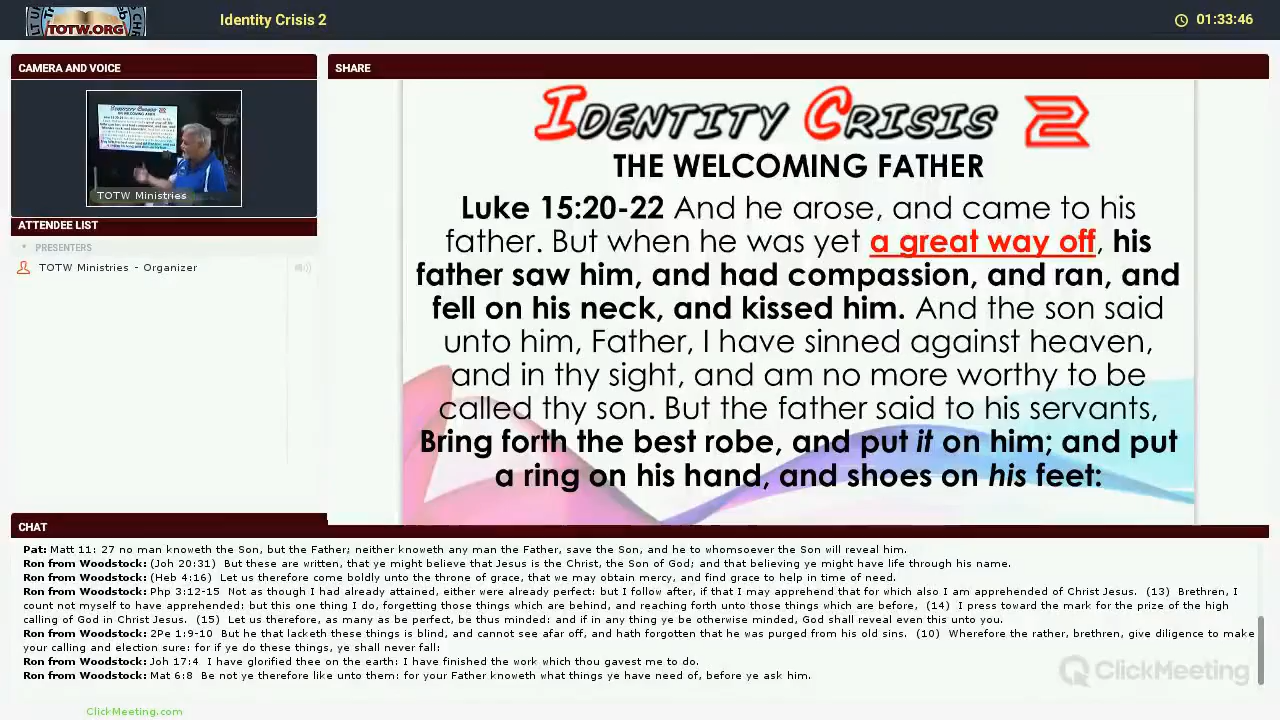 TOTW.ORG
Identity Crisis 2
01:33:46
CAMERA AND VOICE
TOTW Ministries
ATTENDEE LIST
PRESENTERS
TOTW Ministries - Organizer
SHARE
IDENTITY CRISIS 2
THE WELCOMING FATHER
Luke 15:20-22 And he arose, and came to his
father. But when he was yet a great way off, his
father saw him, and had compassion, and ran, and
fell on his neck, and kissed him. And the son said
unto him, Father, I have sinned against heaven,
and in thy sight, and am no more worthy to be
called thy son. But the father said to his servants,
Bring forth the best robe, and put it on him; and put
a ring on his hand, and shoes on his feet:
CHAT
Pat: Matt 11: 27 no man knoweth the Son, but the Father; neither knoweth any man the Father, save the Son, and he to whomsoever the Son will reveal him.
Ron from Woodstock: (Joh 20:31) But these are written, that ye might believe that Jesus is the Christ, the Son of God; and that believing ye might have life through his name.
Ron from Woodstock: (Heb 4:16) Let us therefore come boldly unto the throne of grace, that we may obtain mercy, and find grace to help in time of need.
Ron from Woodstock: Php 3:12-15 Not as though I had already attained, either were already perfect: but I follow after, if that I may apprehend that for which also I am apprehended of Christ Jesus. (13) Brethren, I
count not myself to have apprehended: but this one thing I do, forgetting those things which are behind, and reaching forth unto those things which are before, (14) I press toward the mark for the prize of the high
calling of God in Christ Jesus. (15) Let us therefore, as many as be perfect, be thus minded: and if in any thing ye be otherwise minded, God shall reveal even this unto you.
Ron from Woodstock: 2Pe 1:9-10 But he that lacketh these things is blind, and cannot see afar off, and hath forgotten that he was purged from his old sins. (10) Wherefore the rather, brethren, give diligence to make
your calling and election sure: for if ye do these things, ye shall never fall:
Ron from Woodstock: Joh 17:4 I have glorified thee on the earth: I have finished the work which thou gavest me to do.
Ron from Woodstock: Mat 6:8 Be not ye therefore like unto them: for your Father knoweth what things ye have need of, before ye ask him.
ClickMeeting
ClickMeeting.com